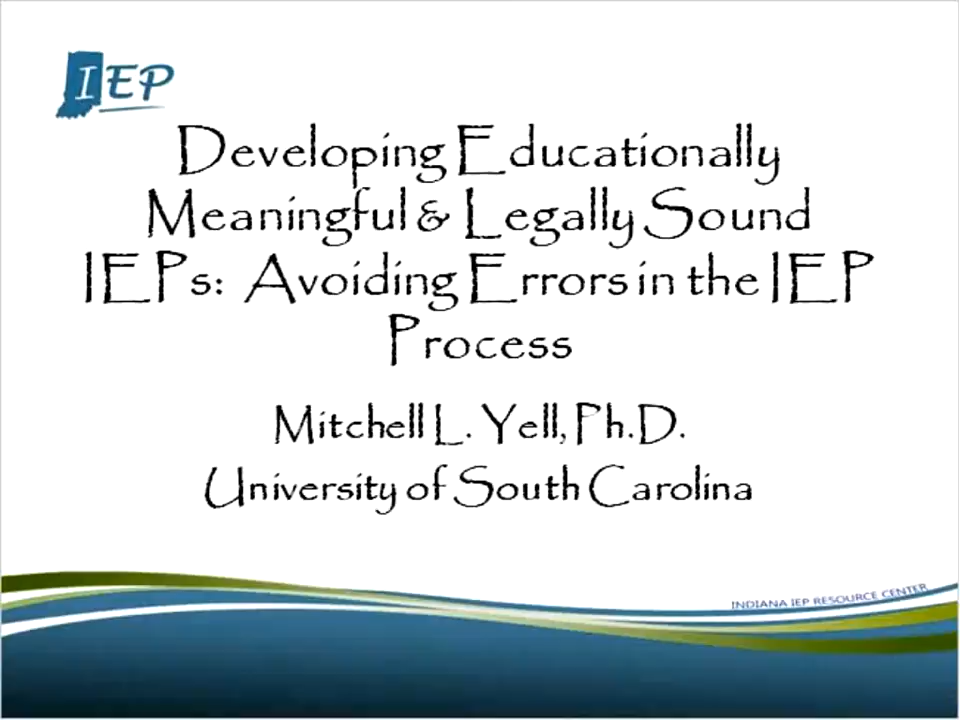 IEP
Developing Educationally
Meaningful & Legally Sound
IEPs: Avoiding Errors in the IEP
Process
Mitchell L. Yell, Ph.D.
University of South Carolina
INDIANA IEP RESOURCE CENTER